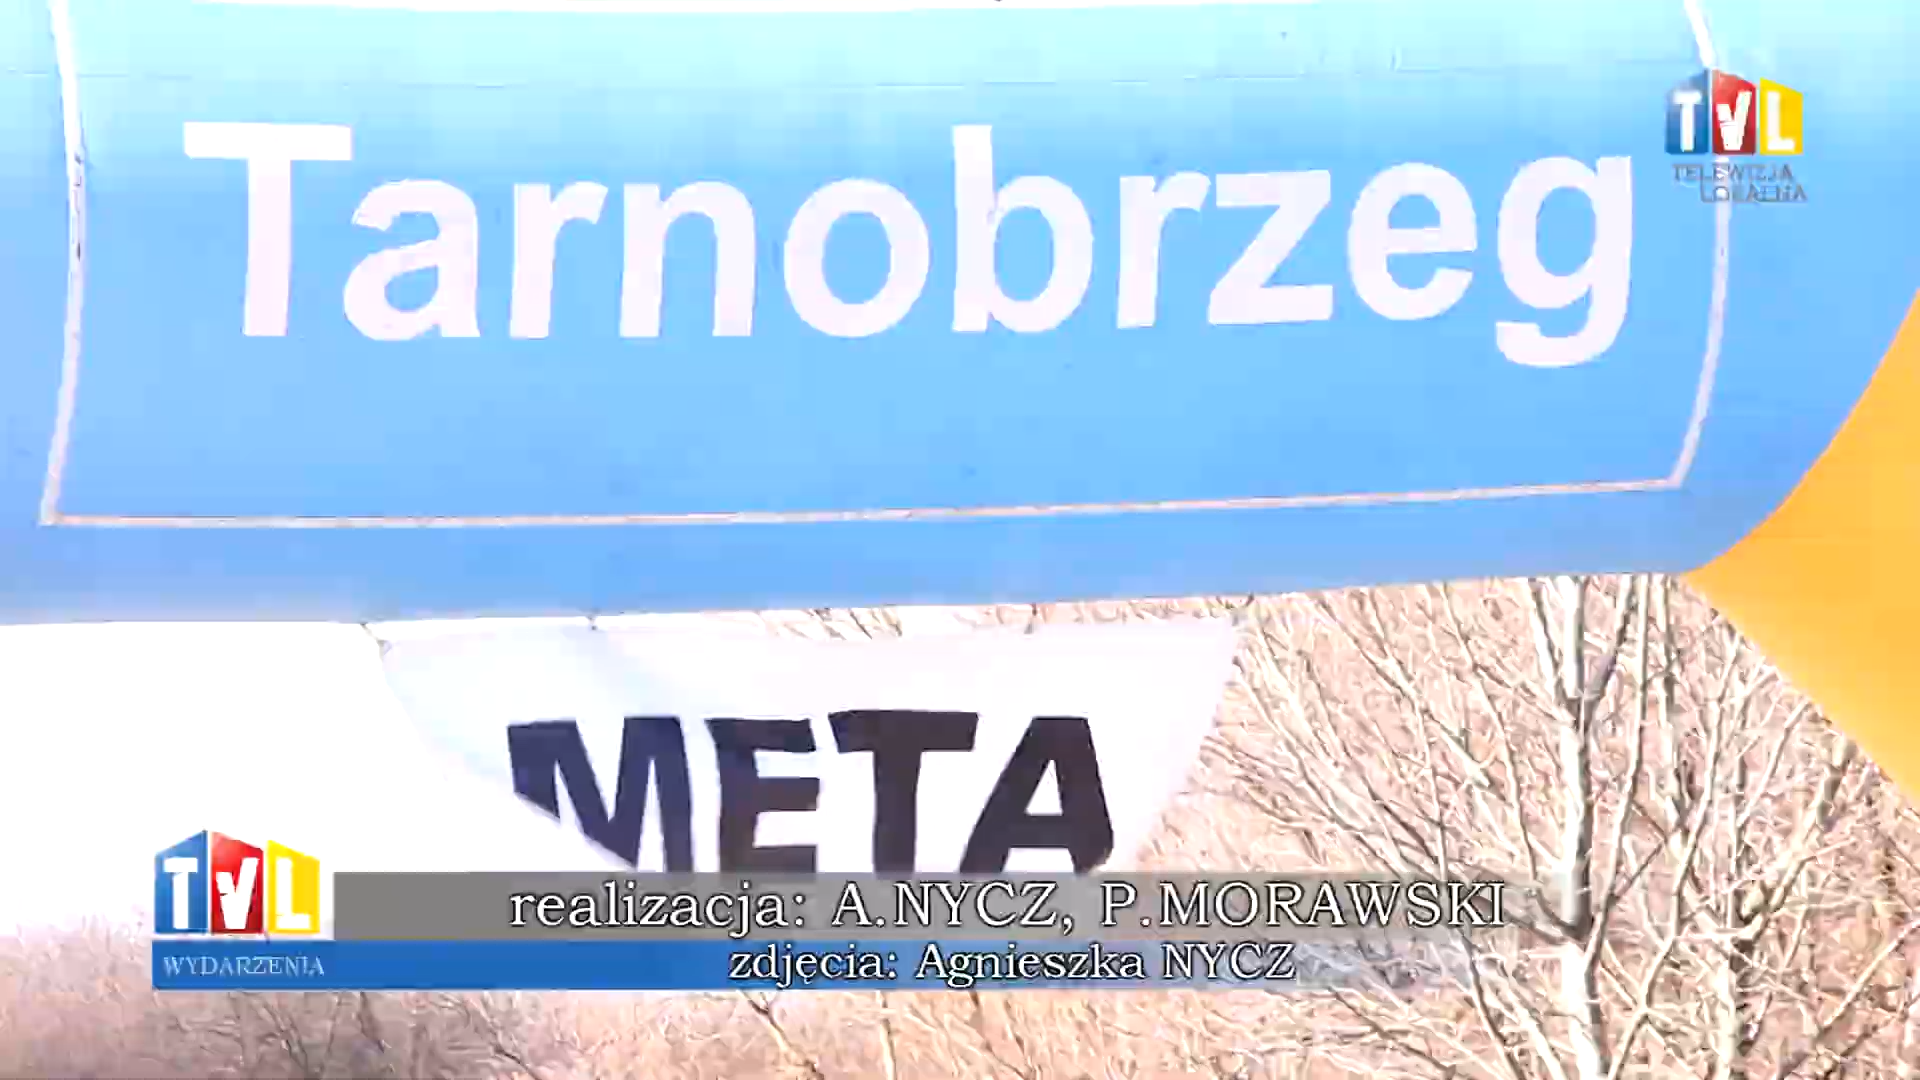 Tarnobrzeg
TVL
TELEWIZJA
LOKALNA
META
TVL
realizacja: A.NYCZ, P.MORAWSKI
WYDARZENIA
zdjęcia: Agnieszka NYCZ